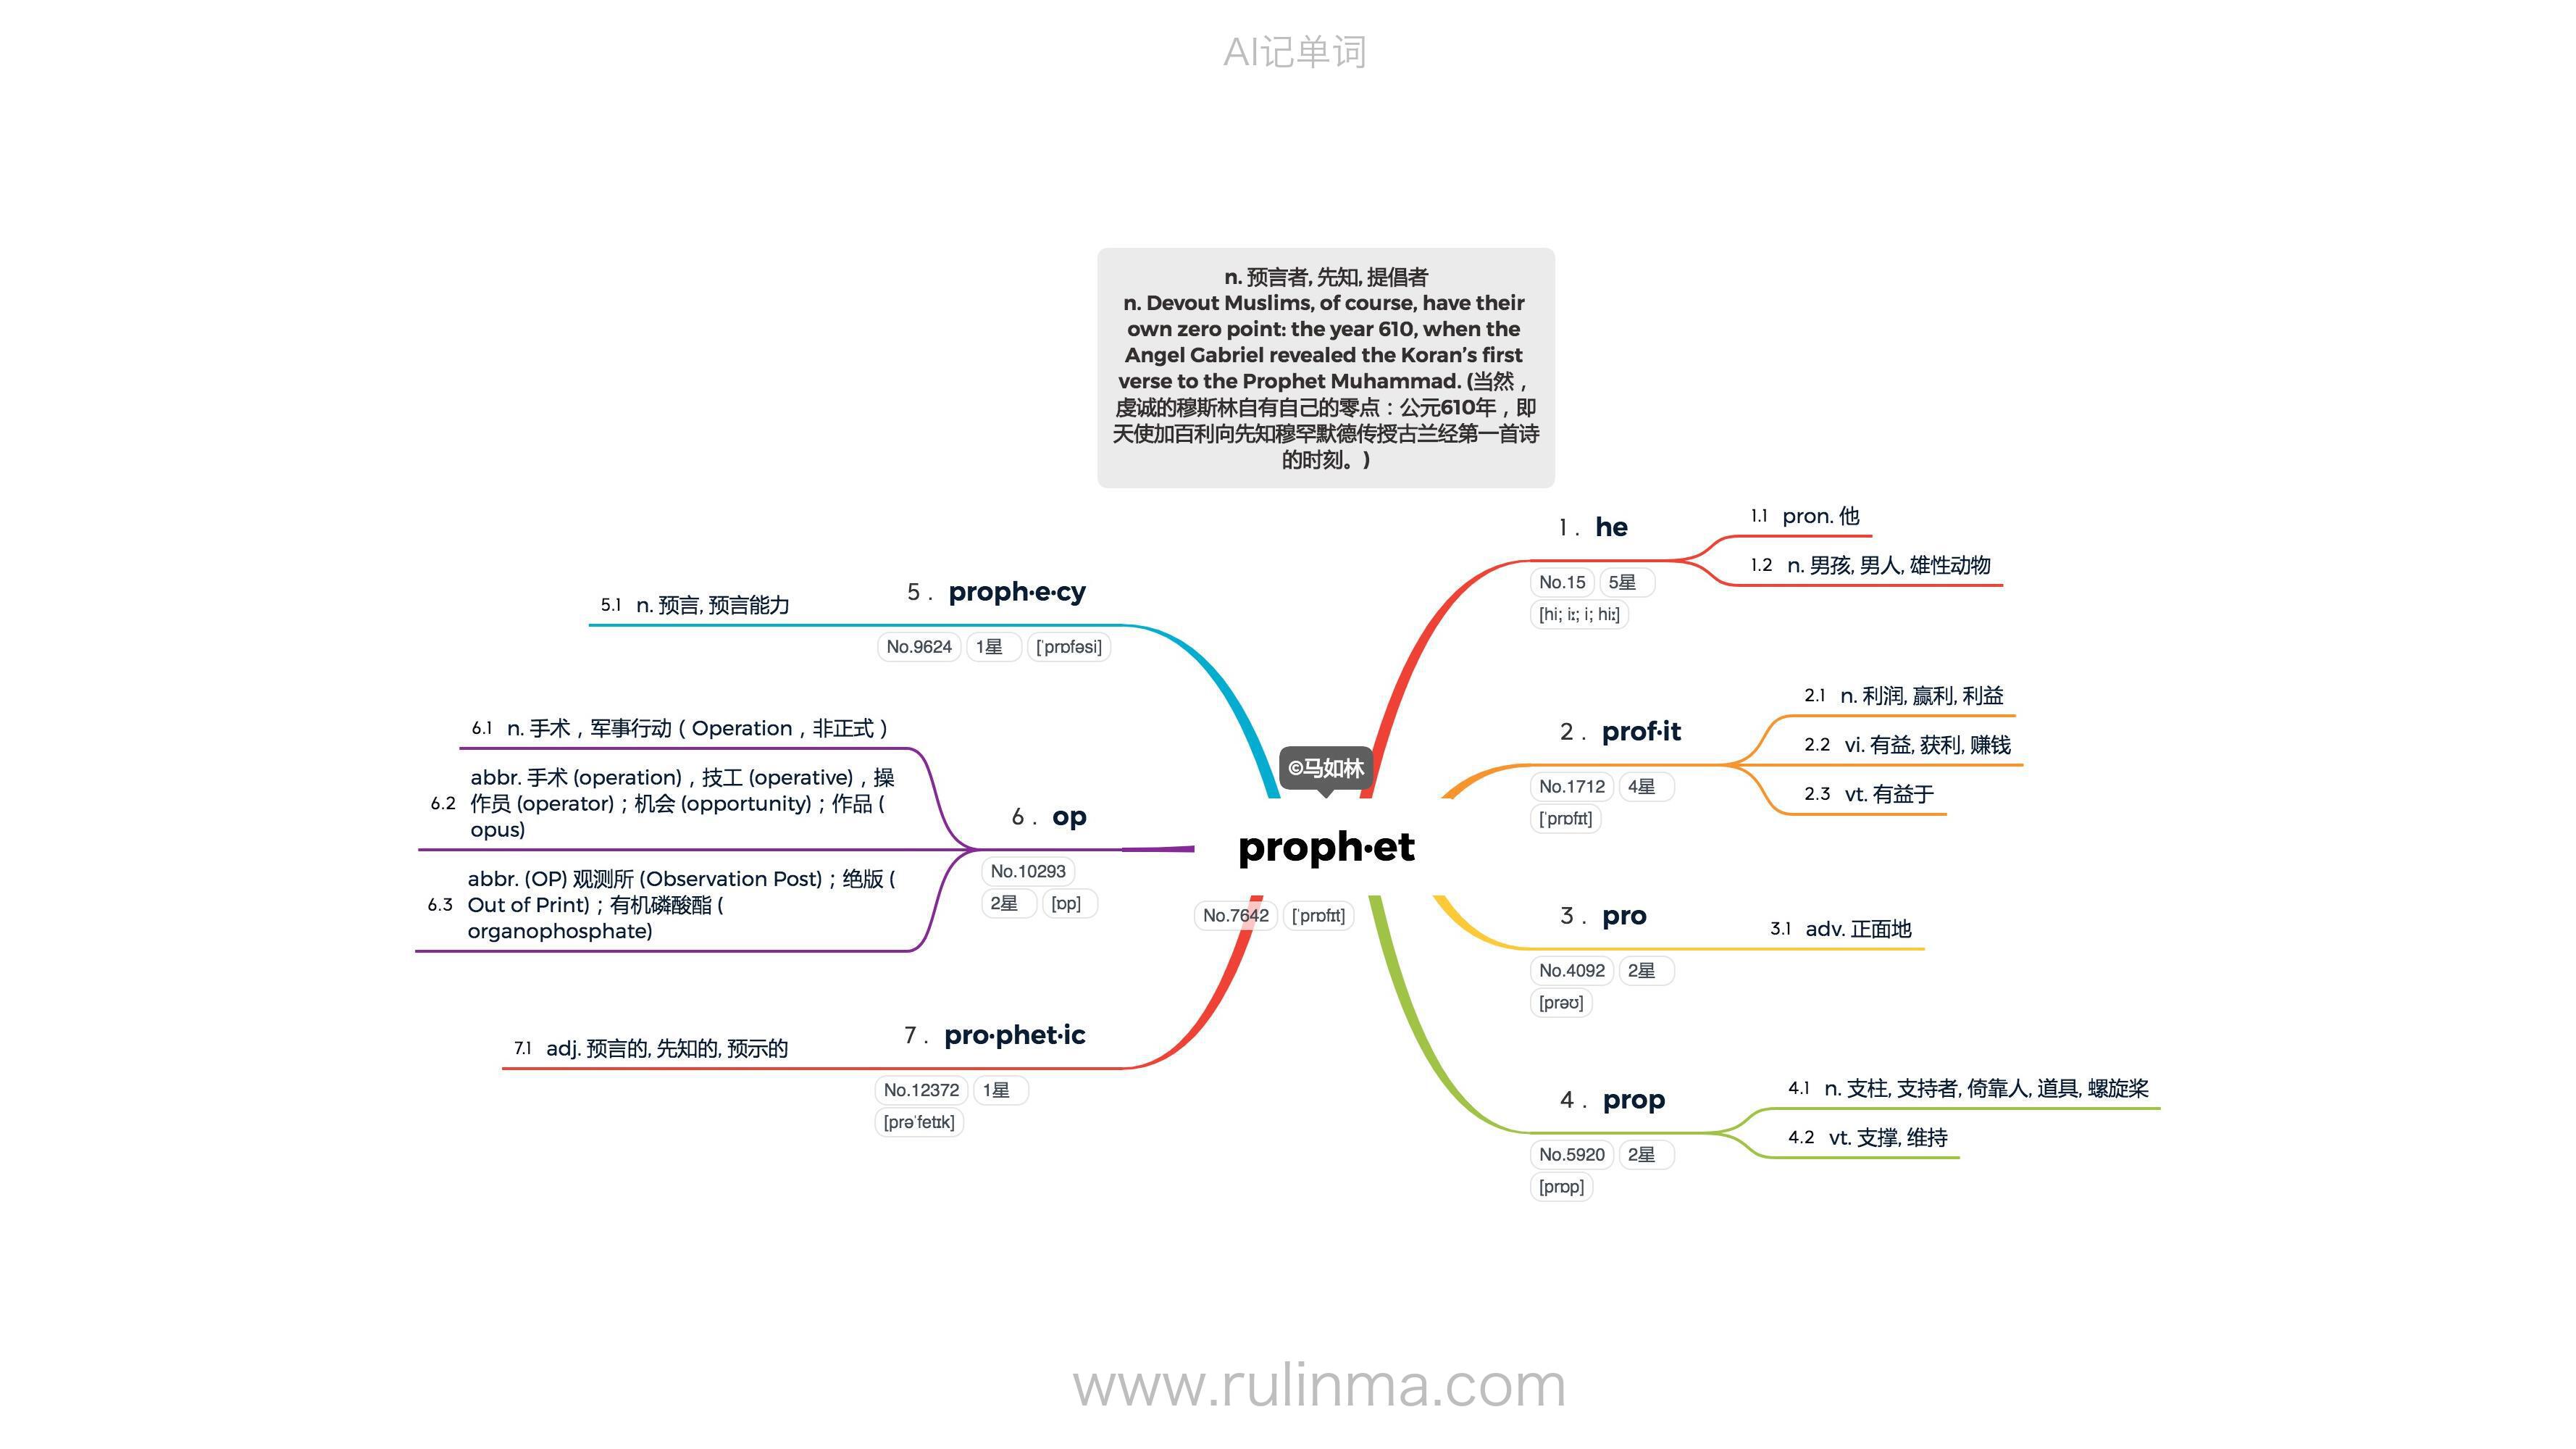 AI记单词
n. 预言者, 先知, 提倡者
n. Devout Muslims, of course, have their
own zero point: the year 610, when the
Angel Gabriel revealed the Koran’s first
verse to the Prophet Muhammad. (当然，
虔诚的穆斯林自有自己的零点：公元610年，即
天使加百利向先知穆罕默德传授古兰经第一首诗
的时刻。)
©马如林
proph·et
No.7642 [ˈprɒfɪt]
1. he
No.15 5星
[hi; iː; i; hiː]
1.1 pron. 他
1.2 n. 男孩, 男人, 雄性动物
2. prof·it
No.1712 4星
[ˈprɒfɪt]
2.1 n. 利润, 赢利, 利益
2.2 vi. 有益, 获利, 赚钱
2.3 vt. 有益于
3. pro
No.4092 2星
[prəʊ]
3.1 adv. 正面地
4. prop
No.5920 2星
[prɒp]
4.1 n. 支柱, 支持者, 倚靠人, 道具, 螺旋桨
4.2 vt. 支撑, 维持
5. proph·e·cy
No.9624 1星 [ˈprɒfəsi]
5.1 n. 预言, 预言能力
6. op
No.10293
2星 [ɒp]
6.1 n. 手术，军事行动（Operation，非正式）
6.2 abbr. 手术 (operation)，技工 (operative)，操
作员 (operator)；机会 (opportunity)；作品 (
opus)
6.3 abbr. (OP) 观测所 (Observation Post)；绝版 (
Out of Print)；有机磷酸酯 (
organophosphate)
7. pro·phet·ic
No.12372 1星
[prəˈfetɪk]
7.1 adj. 预言的, 先知的, 预示的
www.rulinma.com